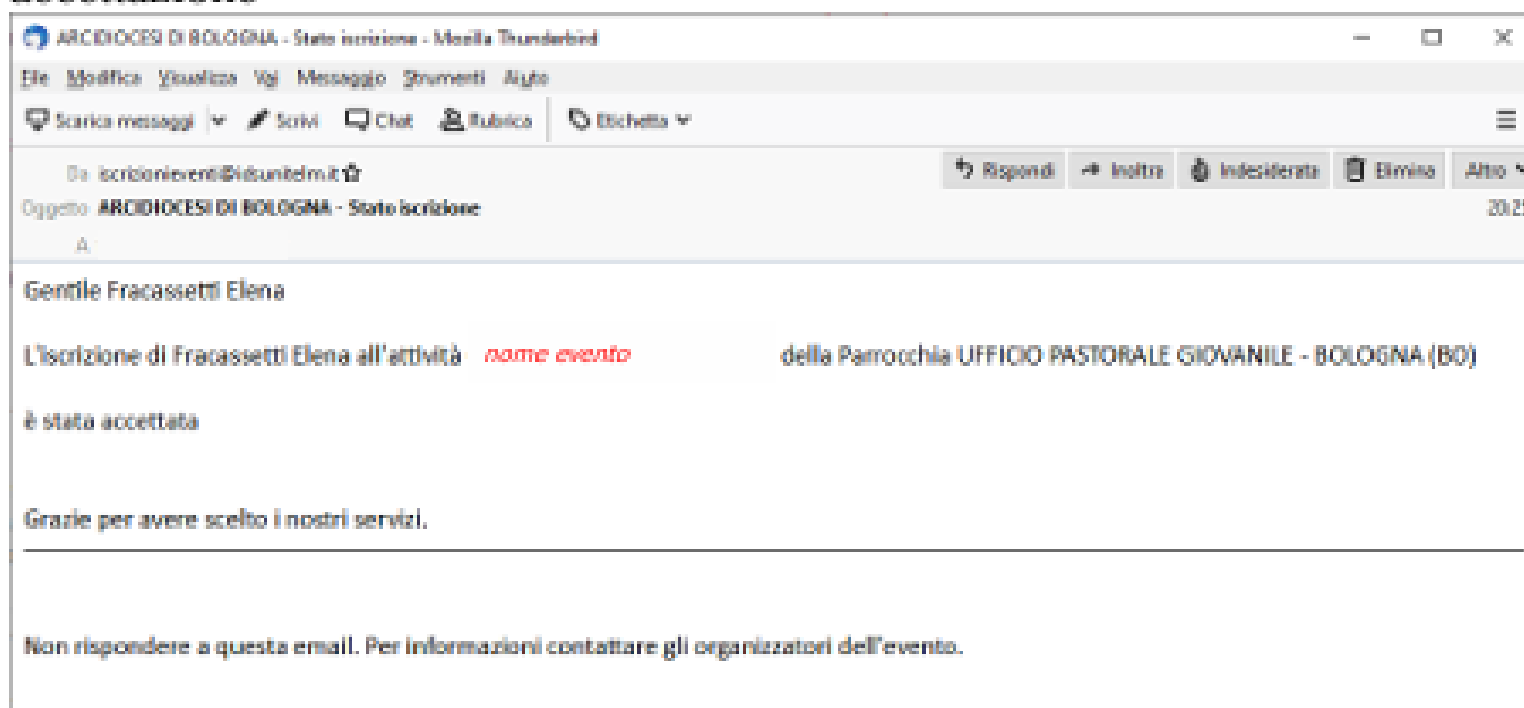 ARCIDIOCESI DI BOLOGNA - Stato iscrizione - Mozilla Thunderbird
File Modifica Visualizza Vai Messaggio Strumenti Aiuto
Scarica messaggi Scrivi Chat Rubrica Etichetta
Da iscrizionieventi@idsunitelm.it Rispondi Inoltra Indesiderata Elimina Altro
Oggetto ARCIDIOCESI DI BOLOGNA - Stato iscrizione
A
Gentile Fracassetti Elena
L'iscrizione di Fracassetti Elena all'attività nome evento della Parrocchia UFFICIO PASTORALE GIOVANILE - BOLOGNA (BO)
è stata accettata
Grazie per avere scelto i nostri servizi.
Non rispondere a questa email. Per informazioni contattare gli organizzatori dell'evento.